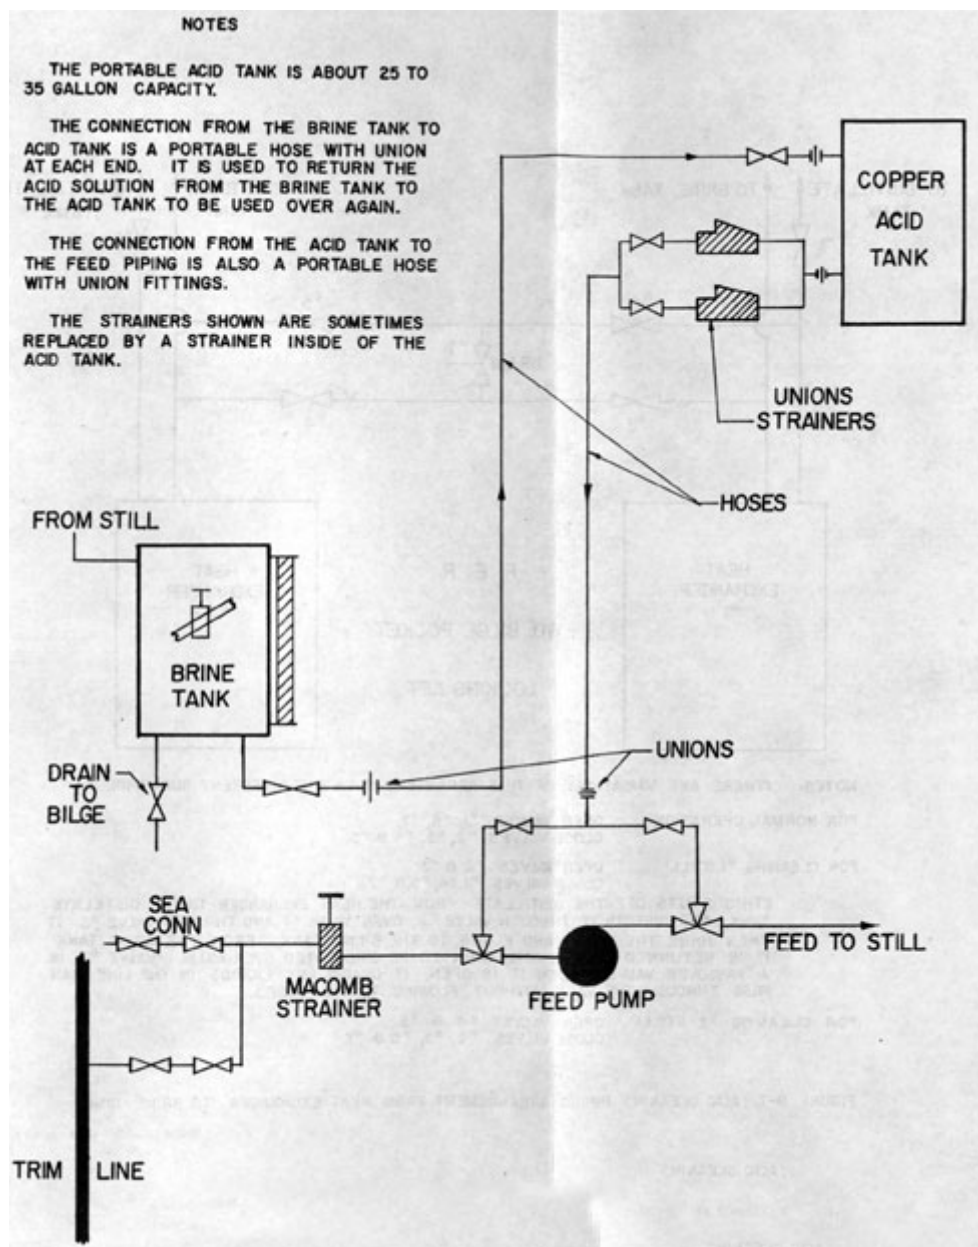 NOTES
THE PORTABLE ACID TANK IS ABOUT 25 TO
35 GALLON CAPACITY.
THE CONNECTION FROM THE BRINE TANK TO
ACID TANK IS A PORTABLE HOSE WITH UNION
AT EACH END. IT IS USED TO RETURN THE
ACID SOLUTION FROM THE BRINE TANK TO
THE ACID TANK TO BE USED OVER AGAIN.
THE CONNECTION FROM THE ACID TANK TO
THE FEED PIPING IS ALSO A PORTABLE HOSE
WITH UNION FITTINGS.
THE STRAINERS SHOWN ARE SOMETIMES
REPLACED BY A STRAINER INSIDE OF THE
ACID TANK.
COPPER
ACID
TANK
UNIONS
STRAINERS
HOSES
FROM STILL
BRINE
TANK
UNIONS
DRAIN
TO
BILGE
SEA
CONN
MACOMB
STRAINER
FEED PUMP
FEED TO STILL
TRIM LINE